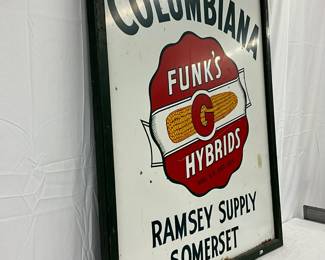 COLUMBIANA
FUNK'S
G
HYBRIDS
RAMSEY SUPPLY
SOMERSET